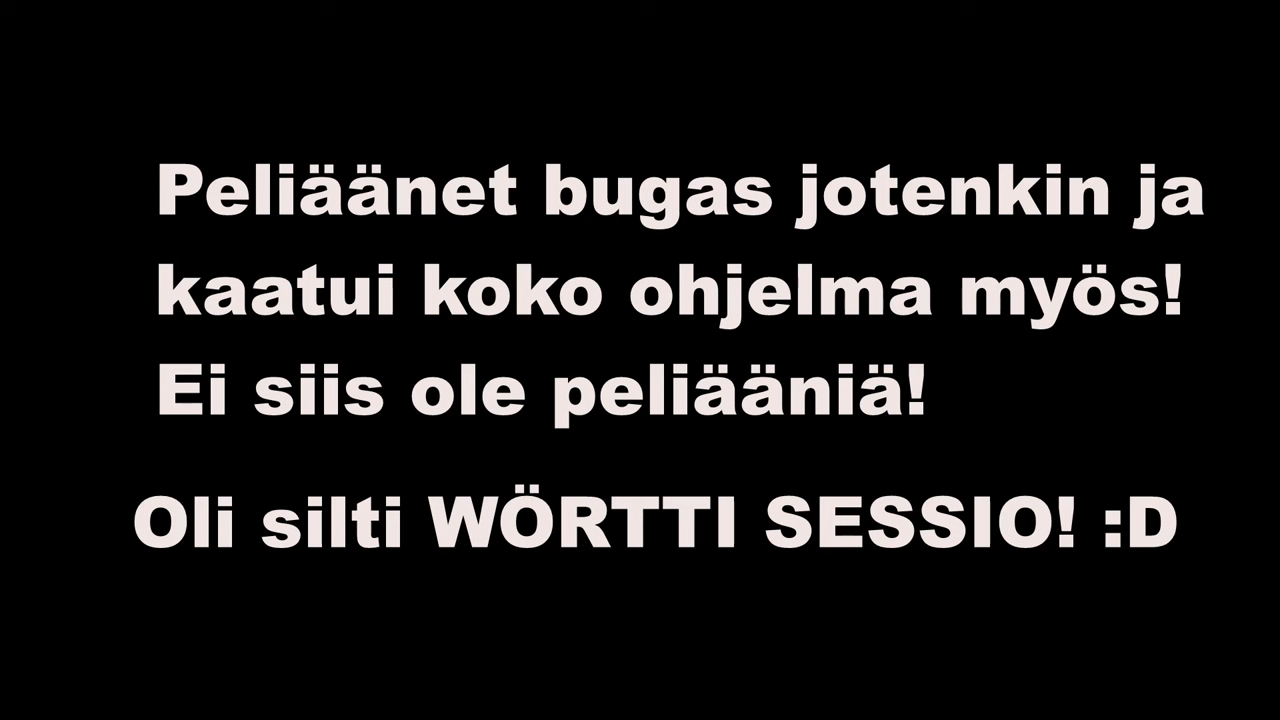 Peliäänet bugas jotenkin ja
kaatui koko ohjelma myös!
Ei siis ole peliääniä!
Oli silti WÖRTTI SESSIO! :D